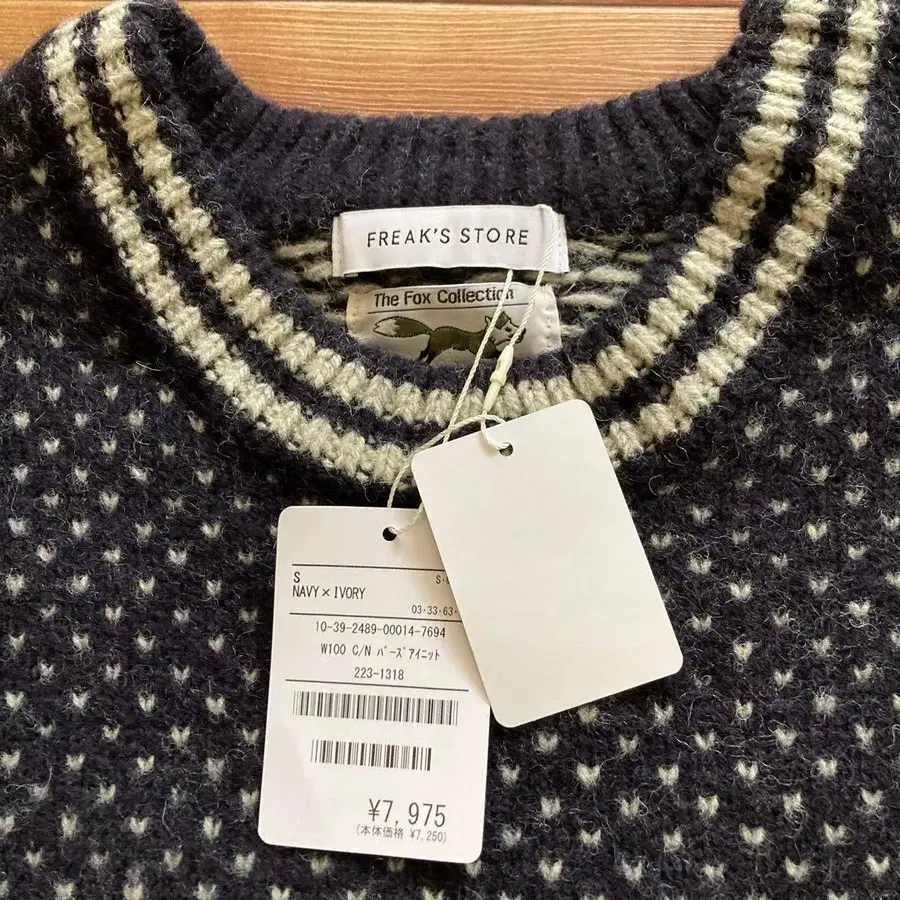 FREAK'S STORE
The Fox Collection
S
NAVY×IVORY
03-33-63-
10-39-2489-00014-7694
W100 C/N バーズアイニット
223-1318
¥7,975
(本体価格 ¥7,250)